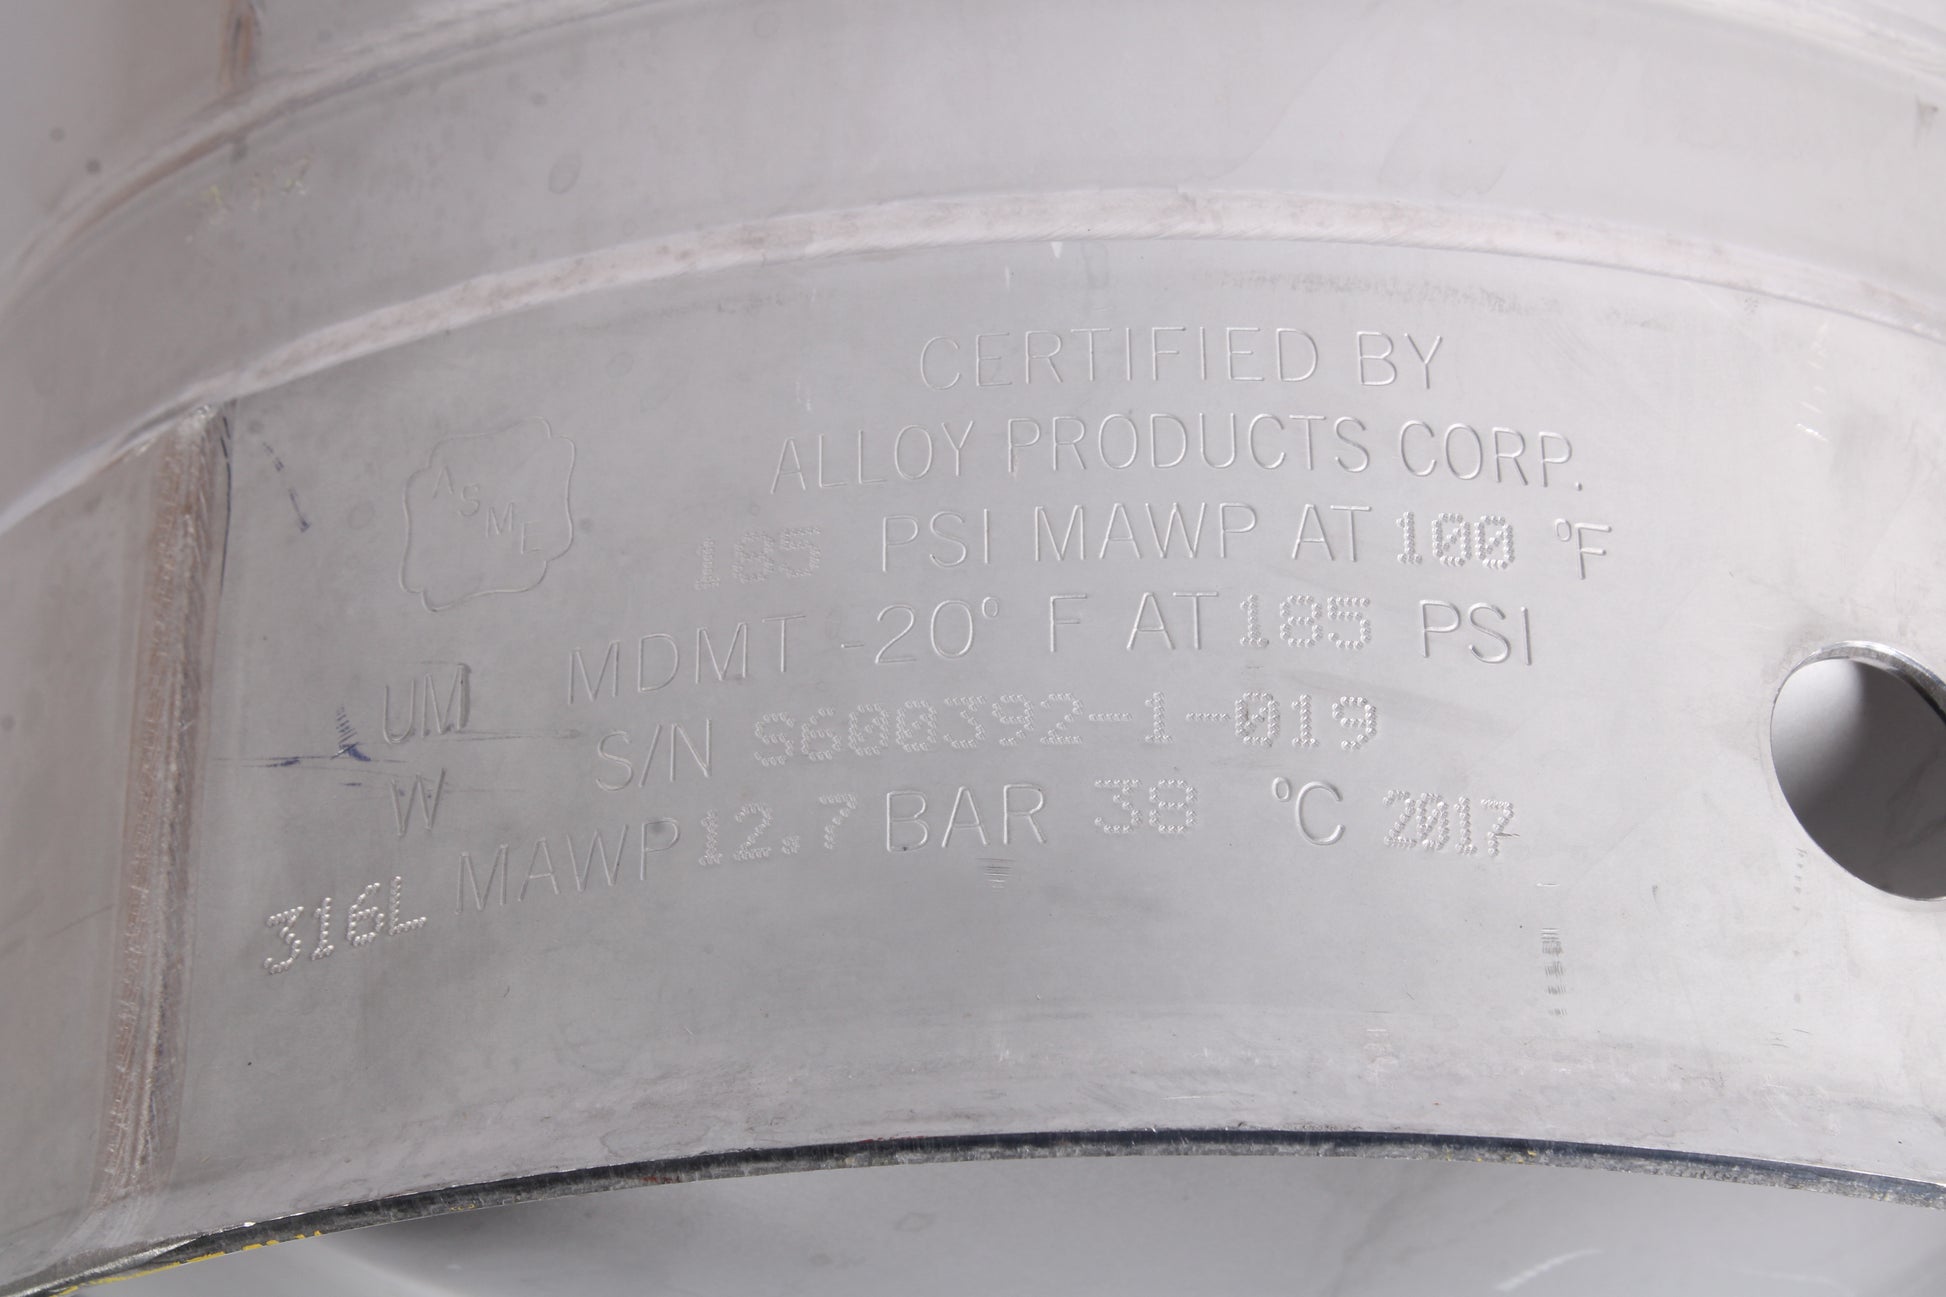 CERTIFIED BY
ALLOY PRODUCTS CORP.
ASME
185 PSI MAWP AT 100 °F
MDMT -20° F AT 185 PSI
UM
S/N S600392-1-019
W
MAWP 12.7 BAR 38 °C 2017
316L